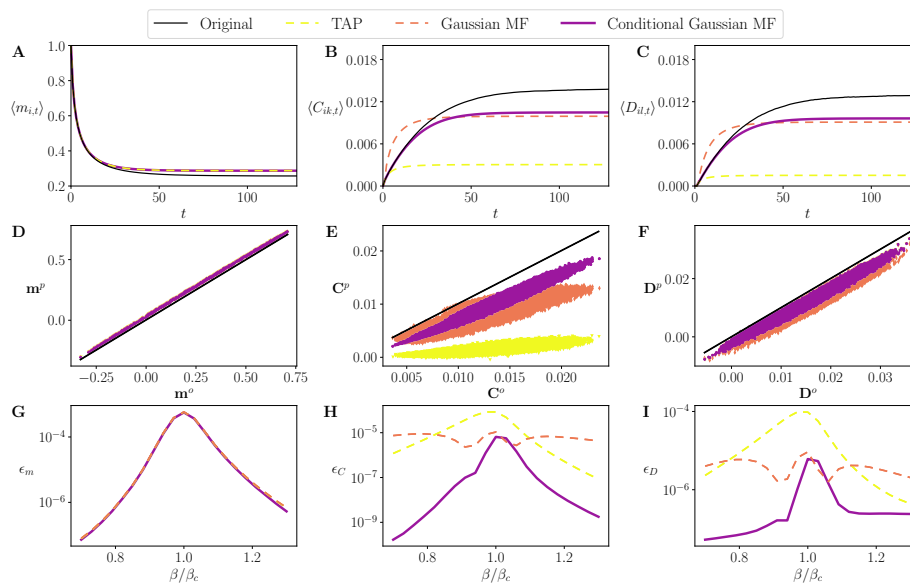 Original TAP Gaussian MF Conditional Gaussian MF
A B C
1.0 0.8 0.6 0.4 0.2
⟨m_{i,t}⟩
0 50 100
t
0.018 0.012 0.006 0.000
⟨C_{ik,t}⟩
0 50 100
t
0.018 0.012 0.006 0.000
⟨D_{il,t}⟩
0 50 100
t
D E F
0.5 0.0
m^p
−0.25 0.00 0.25 0.50 0.75
m^o
0.02 0.01 0.00
C^p
0.005 0.010 0.015 0.020
C^o
0.02 0.00
D^p
0.00 0.01 0.02 0.03
D^o
G H I
10^{−4} 10^{−6}
ϵ_m
0.8 1.0 1.2
β/β_c
10^{−5} 10^{−7} 10^{−9}
ϵ_C
0.8 1.0 1.2
β/β_c
10^{−4} 10^{−6}
ϵ_D
0.8 1.0 1.2
β/β_c